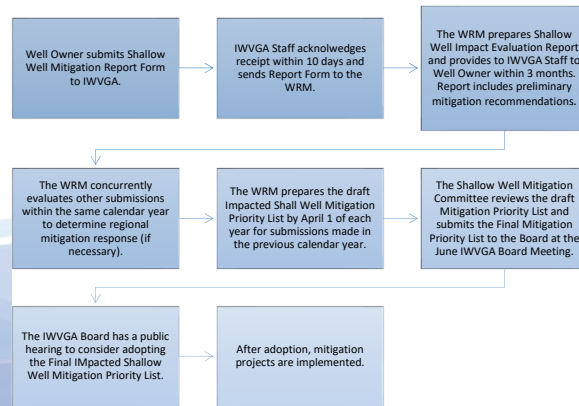 Well Owner submits Shallow
Well Mitigation Report Form
to IWVGA.
IWVGA Staff acknolwedges
receipt within 10 days and
sends Report Form to the
WRM.
The WRM prepares Shallow
Well Impact Evaluation Report
and provides to IWVGA Staff to
Well Owner within 3 months.
Report includes preliminary
mitigation recommendations.
The WRM concurrently
evaluates other submissions
within the same calendar year
to determine regional
mitigation response (if
necessary).
The WRM prepares the draft
Impacted Shall Well Mitigation
Priority List by April 1 of each
year for submissions made in
the previous calendar year.
The Shallow Well Mitigation
Committee reviews the draft
Mitigation Priority List and
submits the Final Mitigation
Priority List to the Board at the
June IWVGA Board Meeting.
The IWVGA Board has a public
hearing to consider adopting
the Final IMpacted Shallow
Well Mitigation Priority List.
After adoption, mitigation
projects are implemented.